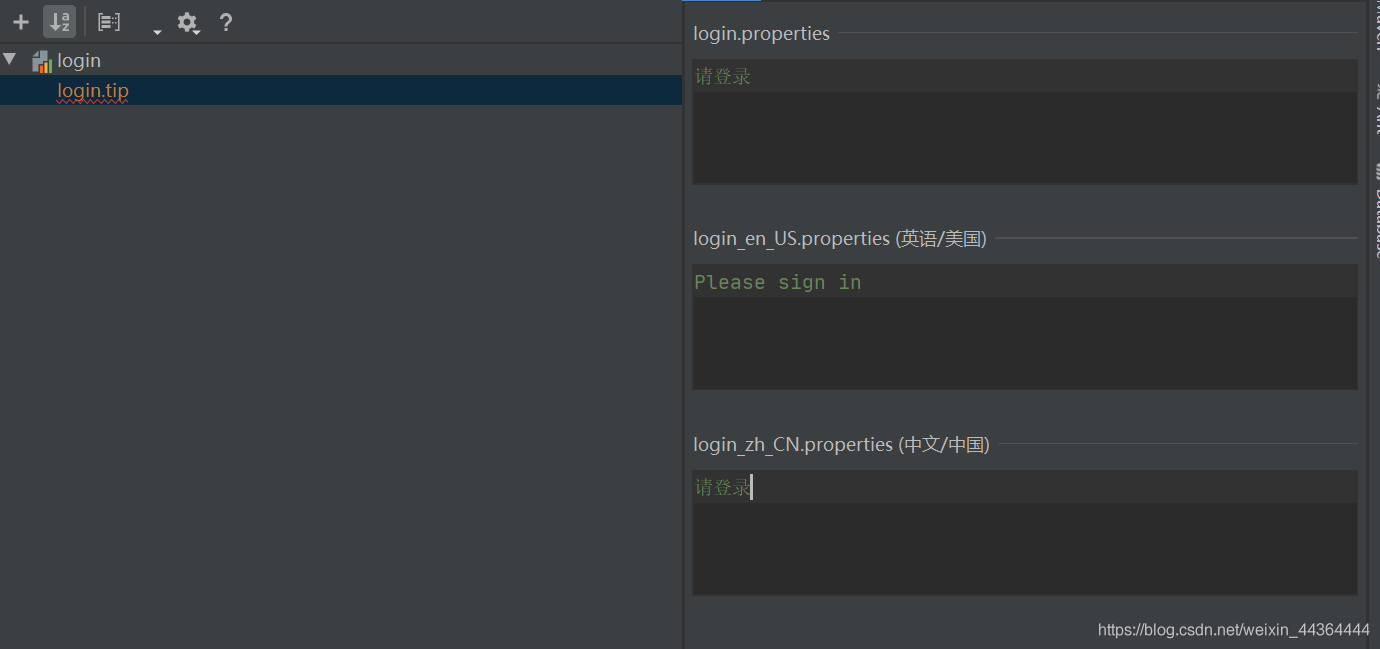 login
login.tip
login.properties
请登录
login_en_US.properties (英语/美国)
Please sign in
login_zh_CN.properties (中文/中国)
请登录
https://blog.csdn.net/weixin_44364444